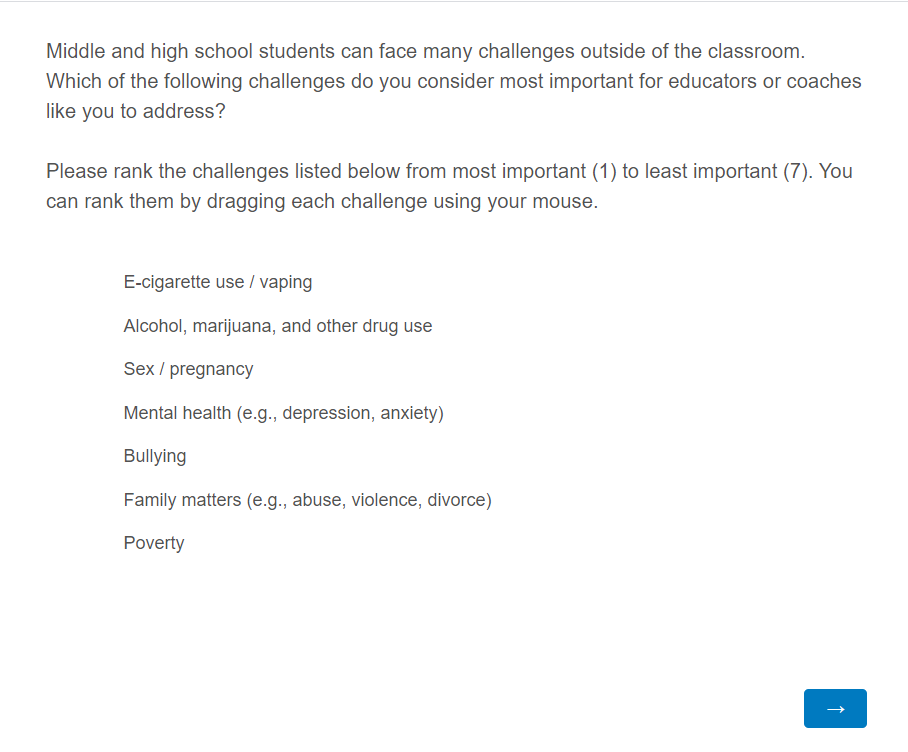 Middle and high school students can face many challenges outside of the classroom.
Which of the following challenges do you consider most important for educators or coaches
like you to address?
Please rank the challenges listed below from most important (1) to least important (7). You
can rank them by dragging each challenge using your mouse.
E-cigarette use / vaping
Alcohol, marijuana, and other drug use
Sex / pregnancy
Mental health (e.g., depression, anxiety)
Bullying
Family matters (e.g., abuse, violence, divorce)
Poverty
→